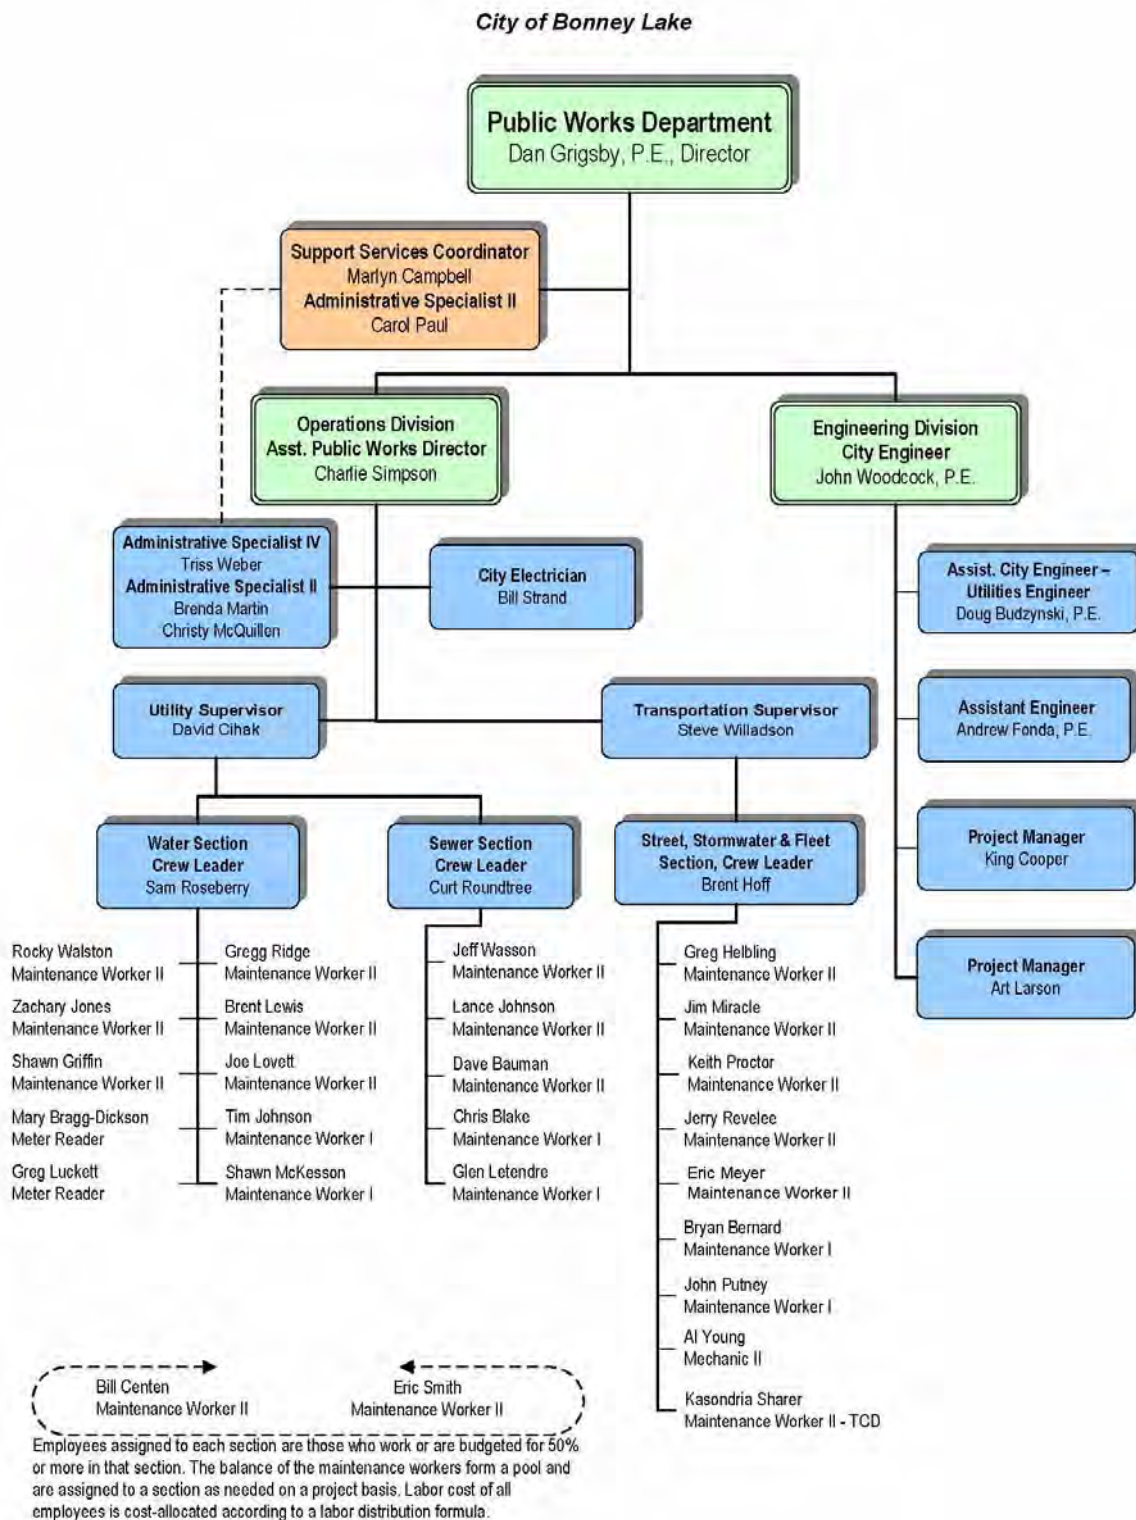 City of Bonney Lake
Public Works Department
Dan Grigsby, P.E., Director
Support Services Coordinator
Marlyn Campbell
Administrative Specialist II
Carol Paul
Operations Division
Asst. Public Works Director
Charlie Simpson
Engineering Division
City Engineer
John Woodcock, P.E.
Administrative Specialist IV
Triss Weber
Administrative Specialist II
Brenda Martin
Christy McQuillen
City Electrician
Bill Strand
Assist. City Engineer –
Utilities Engineer
Doug Budzynski, P.E.
Utility Supervisor
David Cihak
Transportation Supervisor
Steve Willadson
Assistant Engineer
Andrew Fonda, P.E.
Water Section
Crew Leader
Sam Roseberry
Sewer Section
Crew Leader
Curt Roundtree
Street, Stormwater & Fleet
Section, Crew Leader
Brent Hoff
Project Manager
King Cooper
Project Manager
Art Larson
Rocky Walston
Maintenance Worker II
Zachary Jones
Maintenance Worker II
Shawn Griffin
Maintenance Worker II
Mary Bragg-Dickson
Meter Reader
Greg Luckett
Meter Reader
Gregg Ridge
Maintenance Worker II
Brent Lewis
Maintenance Worker II
Joe Lovett
Maintenance Worker II
Tim Johnson
Maintenance Worker I
Shawn McKesson
Maintenance Worker I
Jeff Wasson
Maintenance Worker II
Lance Johnson
Maintenance Worker II
Dave Bauman
Maintenance Worker II
Chris Blake
Maintenance Worker I
Glen Letendre
Maintenance Worker I
Greg Helbling
Maintenance Worker II
Jim Miracle
Maintenance Worker II
Keith Proctor
Maintenance Worker II
Jerry Revelee
Maintenance Worker II
Eric Meyer
Maintenance Worker II
Bryan Bernard
Maintenance Worker I
John Putney
Maintenance Worker I
Al Young
Mechanic II
Kasondria Sharer
Maintenance Worker II - TCD
Bill Centen
Maintenance Worker II
Eric Smith
Maintenance Worker II
Employees assigned to each section are those who work or are budgeted for 50%
or more in that section. The balance of the maintenance workers form a pool and
are assigned to a section as needed on a project basis. Labor cost of all
employees is cost-allocated according to a labor distribution formula.